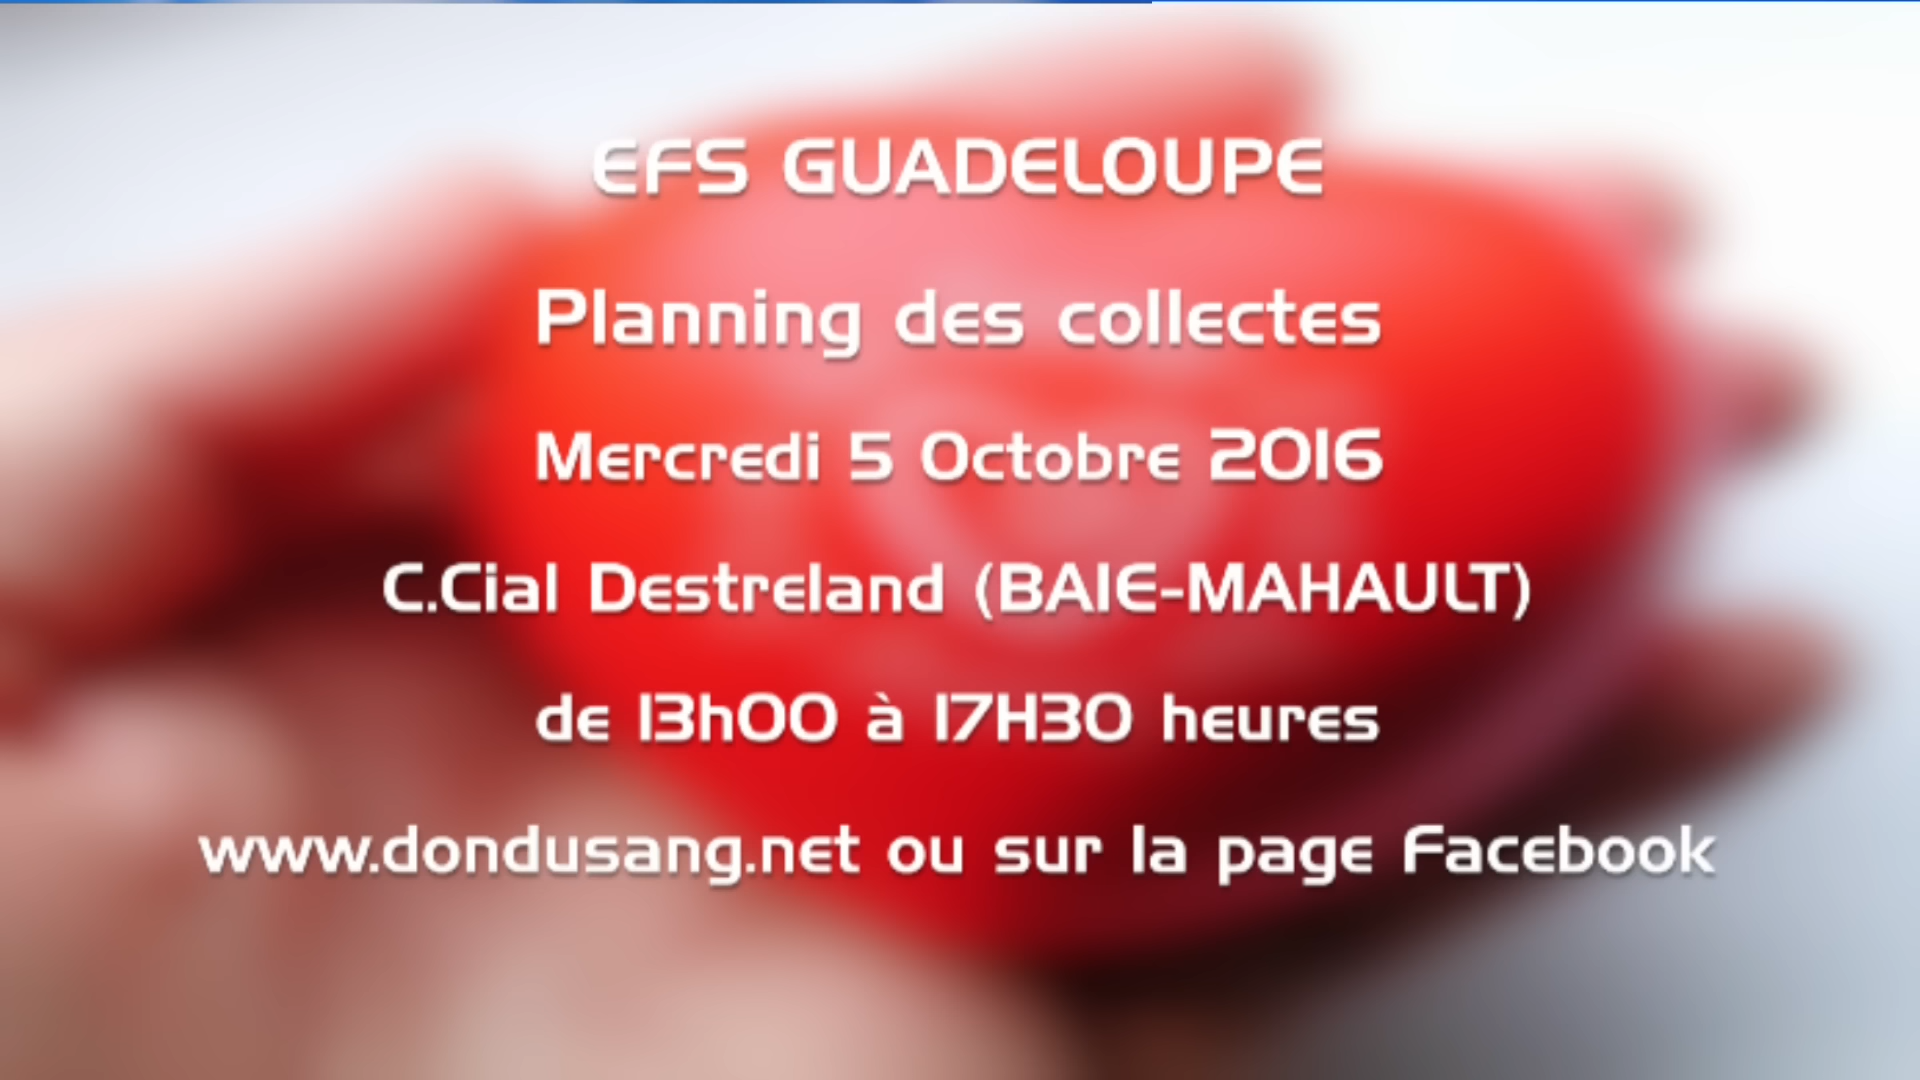 EFS GUADELOUPE
Planning des collectes
Mercredi 5 Octobre 2016
C.Cial Destreland (BAIE-MAHAULT)
de 13h00 à 17H30 heures
www.dondusang.net ou sur la page Facebook